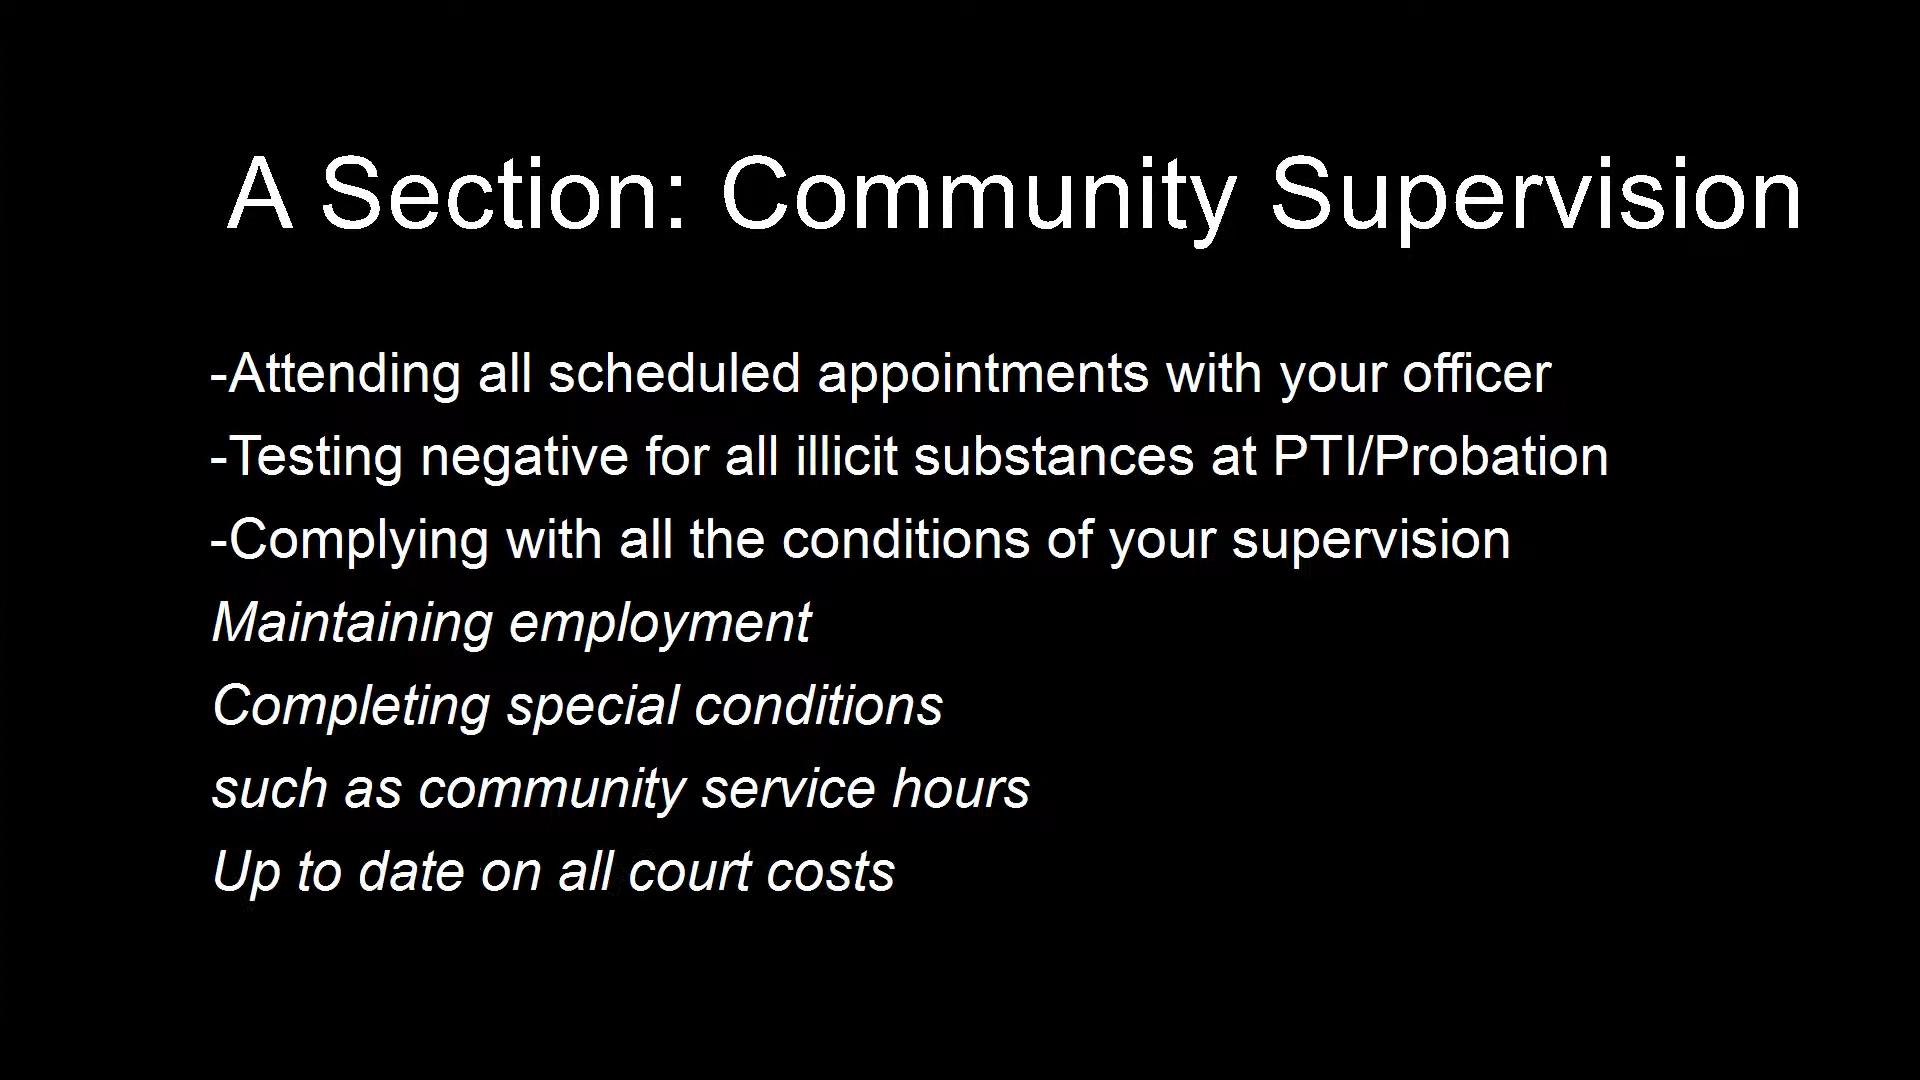 A Section: Community Supervision
-Attending all scheduled appointments with your officer
-Testing negative for all illicit substances at PTI/Probation
-Complying with all the conditions of your supervision
Maintaining employment
Completing special conditions
such as community service hours
Up to date on all court costs